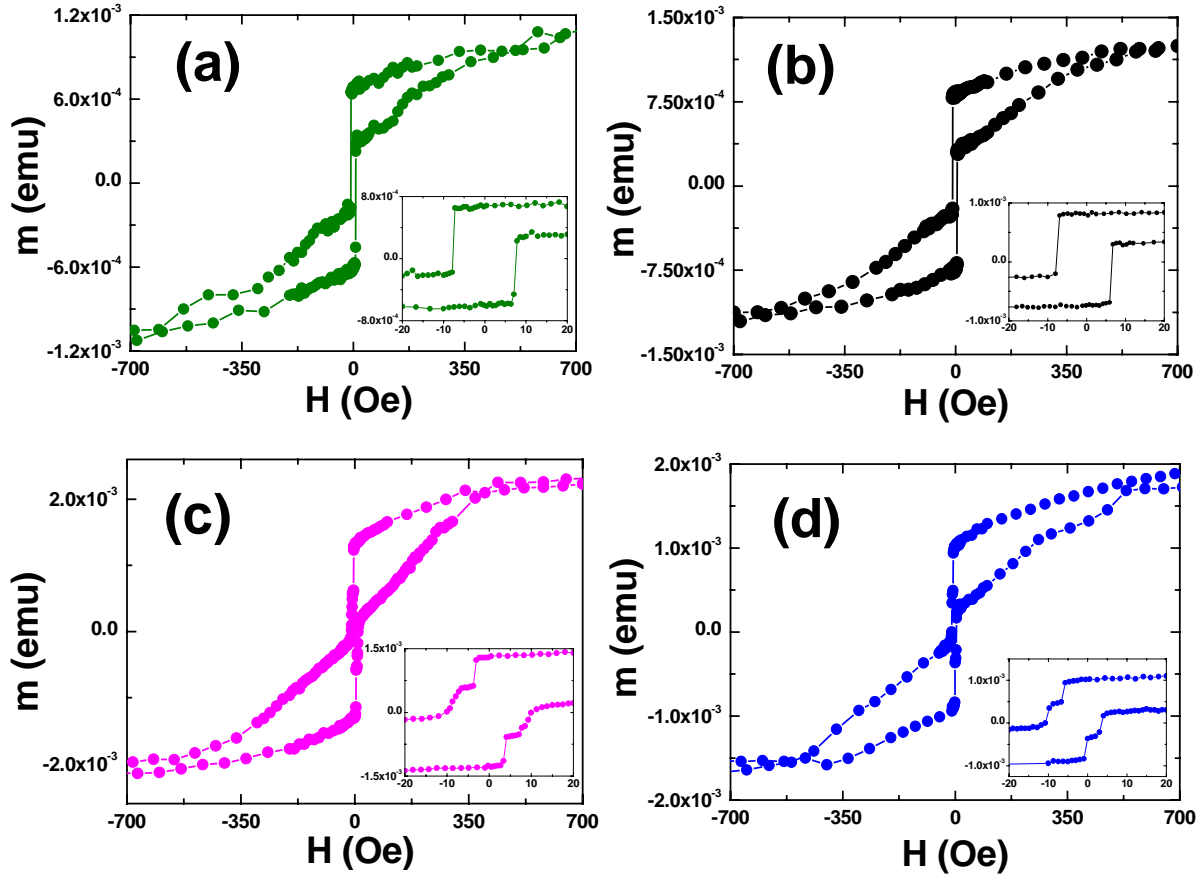 (a)
1.2x10⁻³
6.0x10⁻⁴
0.0
-6.0x10⁻⁴
-1.2x10⁻³
m (emu)
-700 -350 0 350 700
H (Oe)
8.0x10⁻⁴
0.0
-8.0x10⁻⁴
-20 -10 0 10 20
(b)
1.50x10⁻³
7.50x10⁻⁴
0.00
-7.50x10⁻⁴
-1.50x10⁻³
m (emu)
-700 -350 0 350 700
H (Oe)
1.0x10⁻³
0.0
-1.0x10⁻³
-20 -10 0 10 20
(c)
2.0x10⁻³
0.0
-2.0x10⁻³
m (emu)
-700 -350 0 350 700
H (Oe)
1.5x10⁻³
0.0
-1.5x10⁻³
-20 -10 0 10 20
(d)
2.0x10⁻³
1.0x10⁻³
0.0
-1.0x10⁻³
-2.0x10⁻³
m (emu)
-700 -350 0 350 700
H (Oe)
1.0x10⁻³
0.0
-1.0x10⁻³
-20 -10 0 10 20